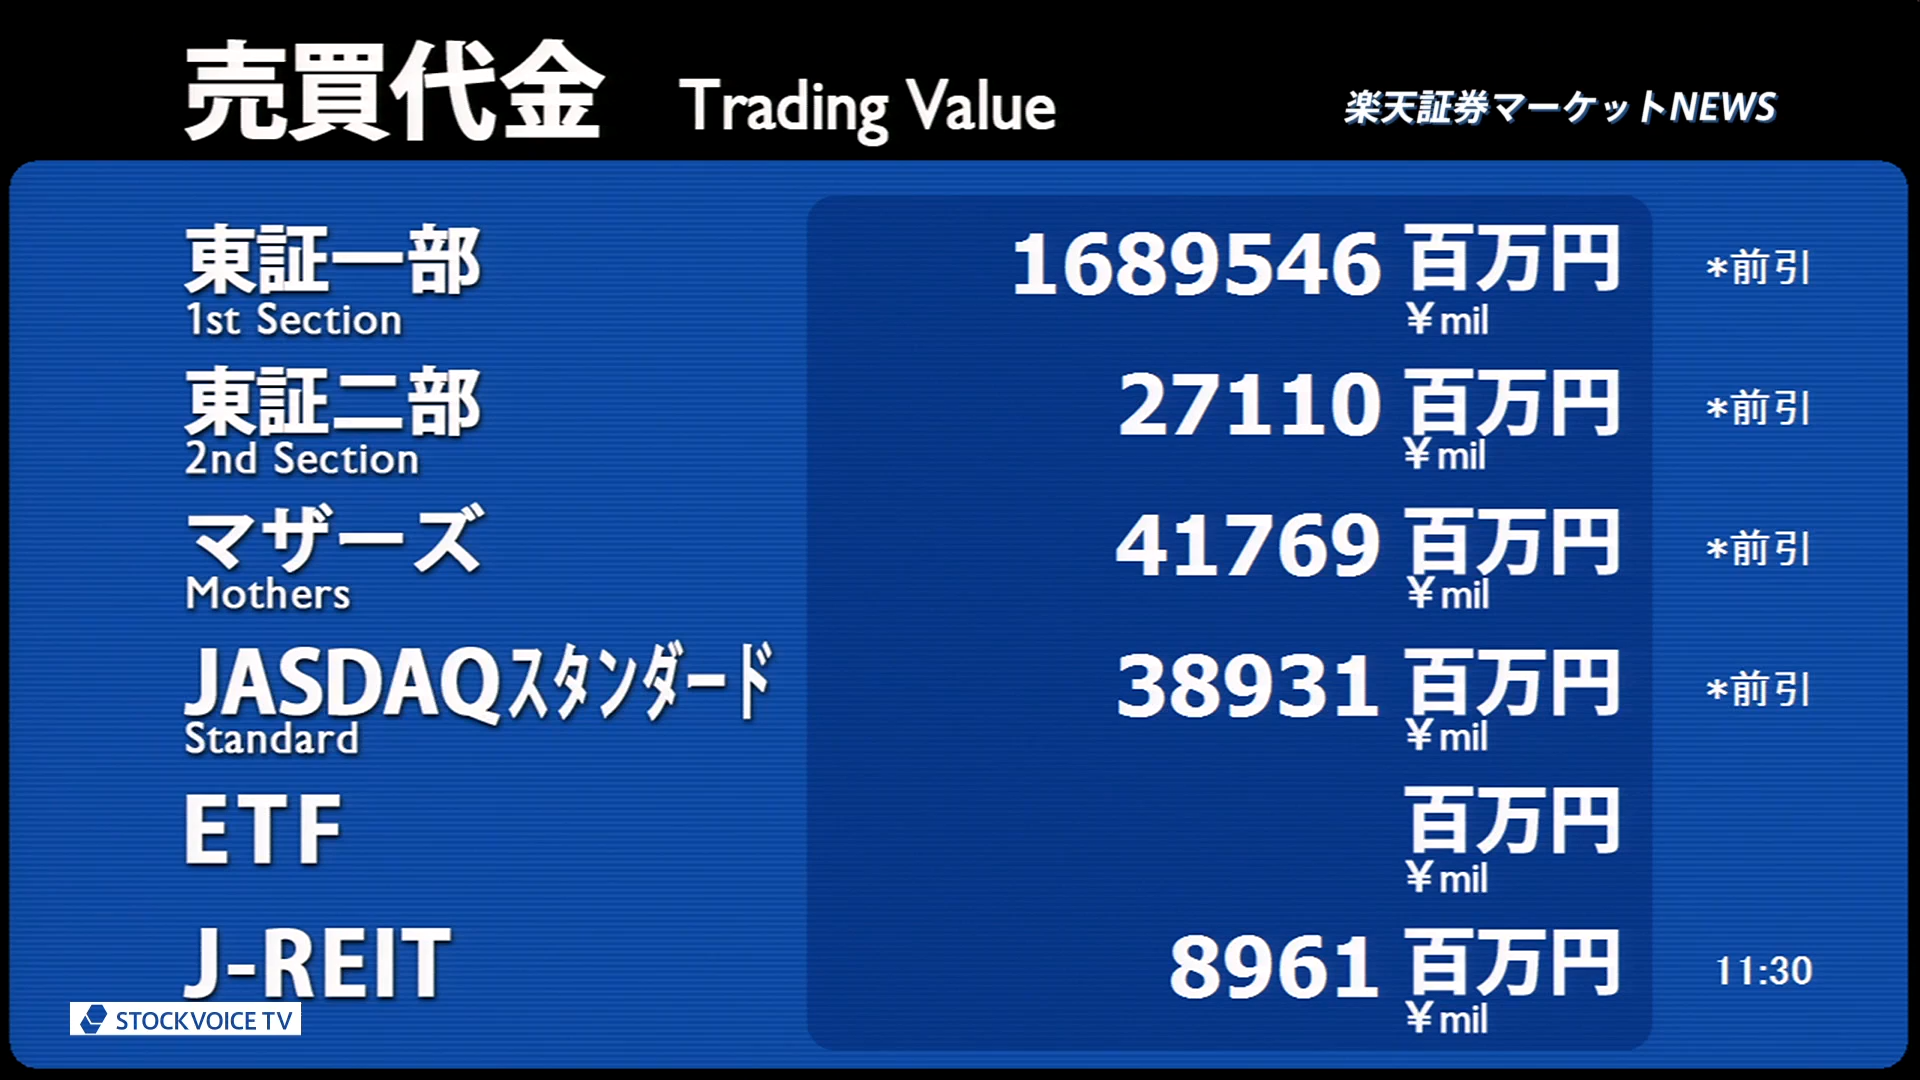 売買代金 Trading Value 楽天証券マーケットNEWS
東証一部 1689546 百万円 *前引
1st Section ¥mil
東証二部 27110 百万円 *前引
2nd Section ¥mil
マザーズ 41769 百万円 *前引
Mothers ¥mil
JASDAQスタンダード 38931 百万円 *前引
Standard ¥mil
ETF 百万円
¥mil
J-REIT 8961 百万円 11:30
¥mil
STOCKVOICE TV